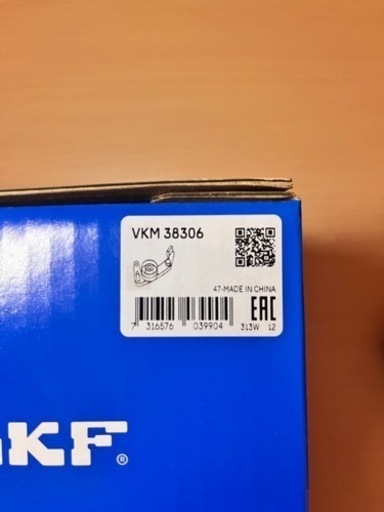 VKM 38306
47-MADE IN CHINA
EAC
7 316576 039904 313W 12
SKF®